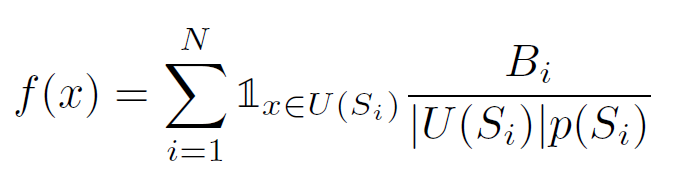 f(x) = \sum_{i=1}^{N} \mathbb{1}_{x \in U(S_i)} \frac{B_i}{|U(S_i)|p(S_i)}